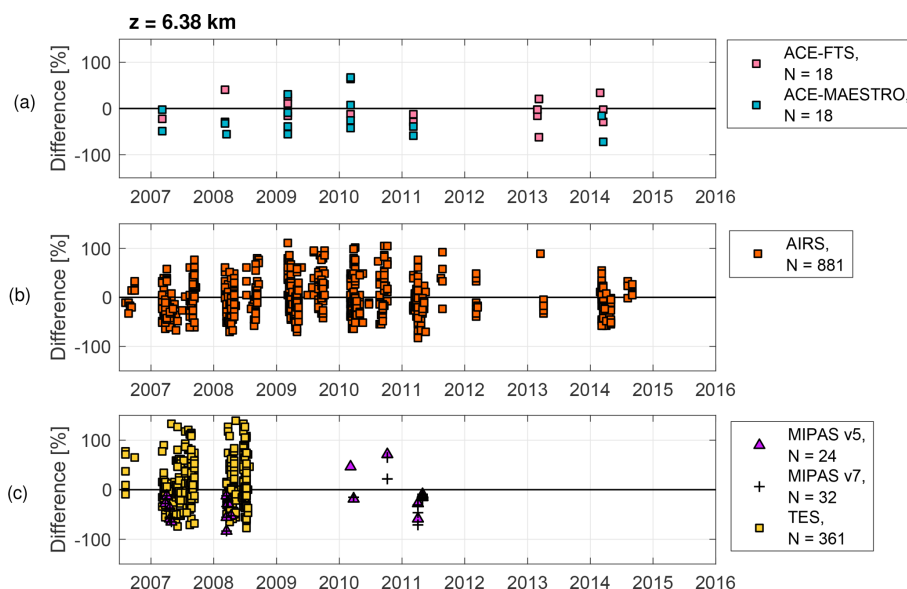 z = 6.38 km
(a)
Difference [%]
100
0
-100
2007 2008 2009 2010 2011 2012 2013 2014 2015 2016
ACE-FTS,
N = 18
ACE-MAESTRO,
N = 18
(b)
Difference [%]
100
0
-100
2007 2008 2009 2010 2011 2012 2013 2014 2015 2016
AIRS,
N = 881
(c)
Difference [%]
100
0
-100
2007 2008 2009 2010 2011 2012 2013 2014 2015 2016
MIPAS v5,
N = 24
MIPAS v7,
N = 32
TES,
N = 361